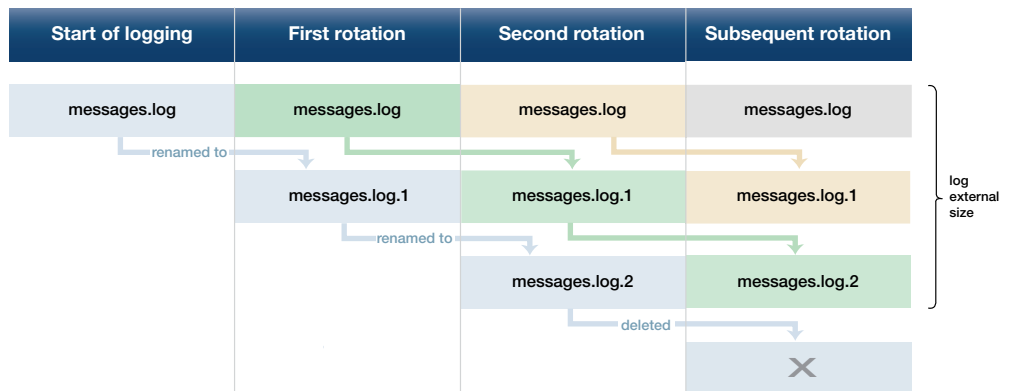 Start of logging
First rotation
Second rotation
Subsequent rotation
messages.log
messages.log
messages.log
messages.log
renamed to
messages.log.1
messages.log.1
messages.log.1
log
external
size
renamed to
messages.log.2
messages.log.2
deleted
X